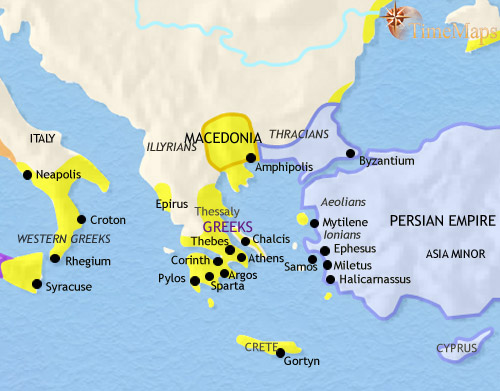 TimeMaps
ITALY
ILLYRIANS
MACEDONIA
THRACIANS
Amphipolis
Byzantium
Neapolis
Epirus
Thessaly
Aeolians
Croton
GREEKS
Mytilene
PERSIAN EMPIRE
WESTERN GREEKS
Thebes
Chalcis
Ionians
Ephesus
ASIA MINOR
Rhegium
Corinth
Athens
Samos
Miletus
Syracuse
Pylos
Argos
Sparta
Halicarnassus
CRETE
Gortyn
CYPRUS